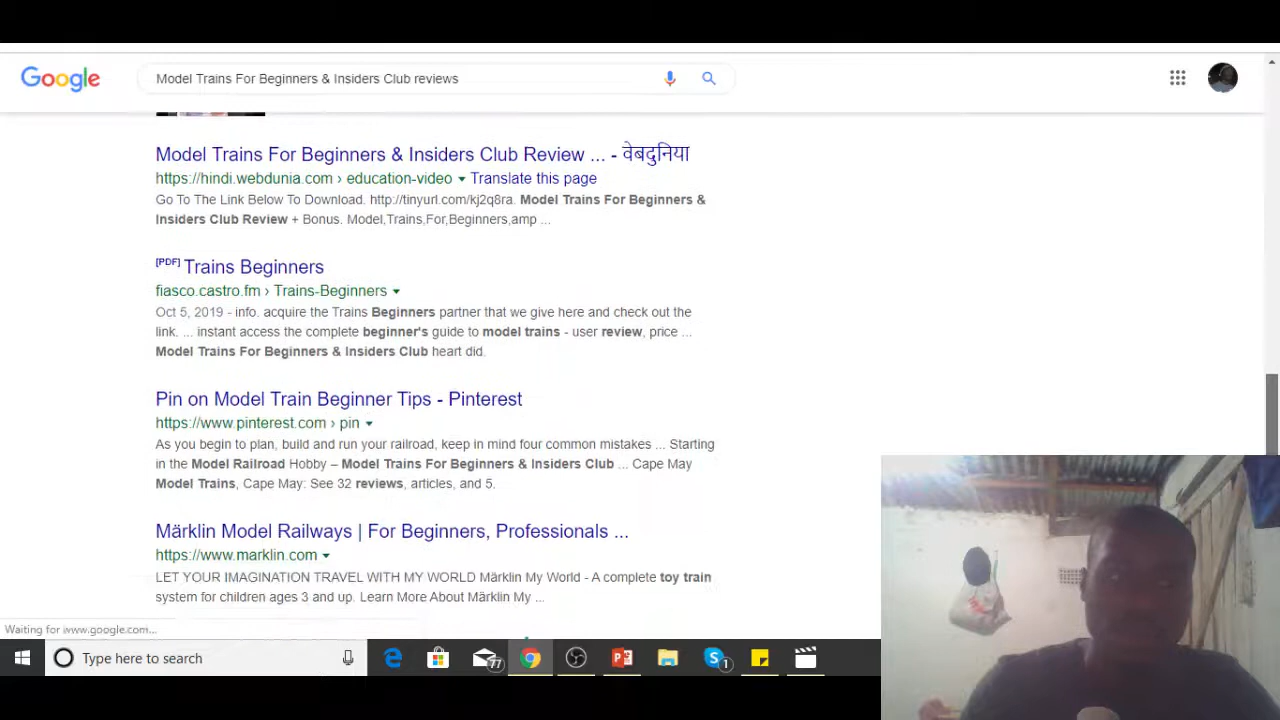 Google
Model Trains For Beginners & Insiders Club reviews
Model Trains For Beginners & Insiders Club Review ... - वेबदुनिया
https://hindi.webdunia.com › education-video Translate this page
Go To The Link Below To Download. http://tinyurl.com/kj2q8ra. Model Trains For Beginners &
Insiders Club Review + Bonus. Model,Trains,For,Beginners,amp ...
[PDF] Trains Beginners
fiasco.castro.fm › Trains-Beginners
Oct 5, 2019 - info. acquire the Trains Beginners partner that we give here and check out the
link. ... instant access the complete beginner's guide to model trains - user review, price ...
Model Trains For Beginners & Insiders Club heart did.
Pin on Model Train Beginner Tips - Pinterest
https://www.pinterest.com › pin
As you begin to plan, build and run your railroad, keep in mind four common mistakes ... Starting
in the Model Railroad Hobby – Model Trains For Beginners & Insiders Club ... Cape May
Model Trains, Cape May: See 32 reviews, articles, and 5.
Märklin Model Railways | For Beginners, Professionals ...
https://www.marklin.com
LET YOUR IMAGINATION TRAVEL WITH MY WORLD Märklin My World - A complete toy train
system for children ages 3 and up. Learn More About Märklin My ...
Waiting for www.google.com...
Type here to search
77
1